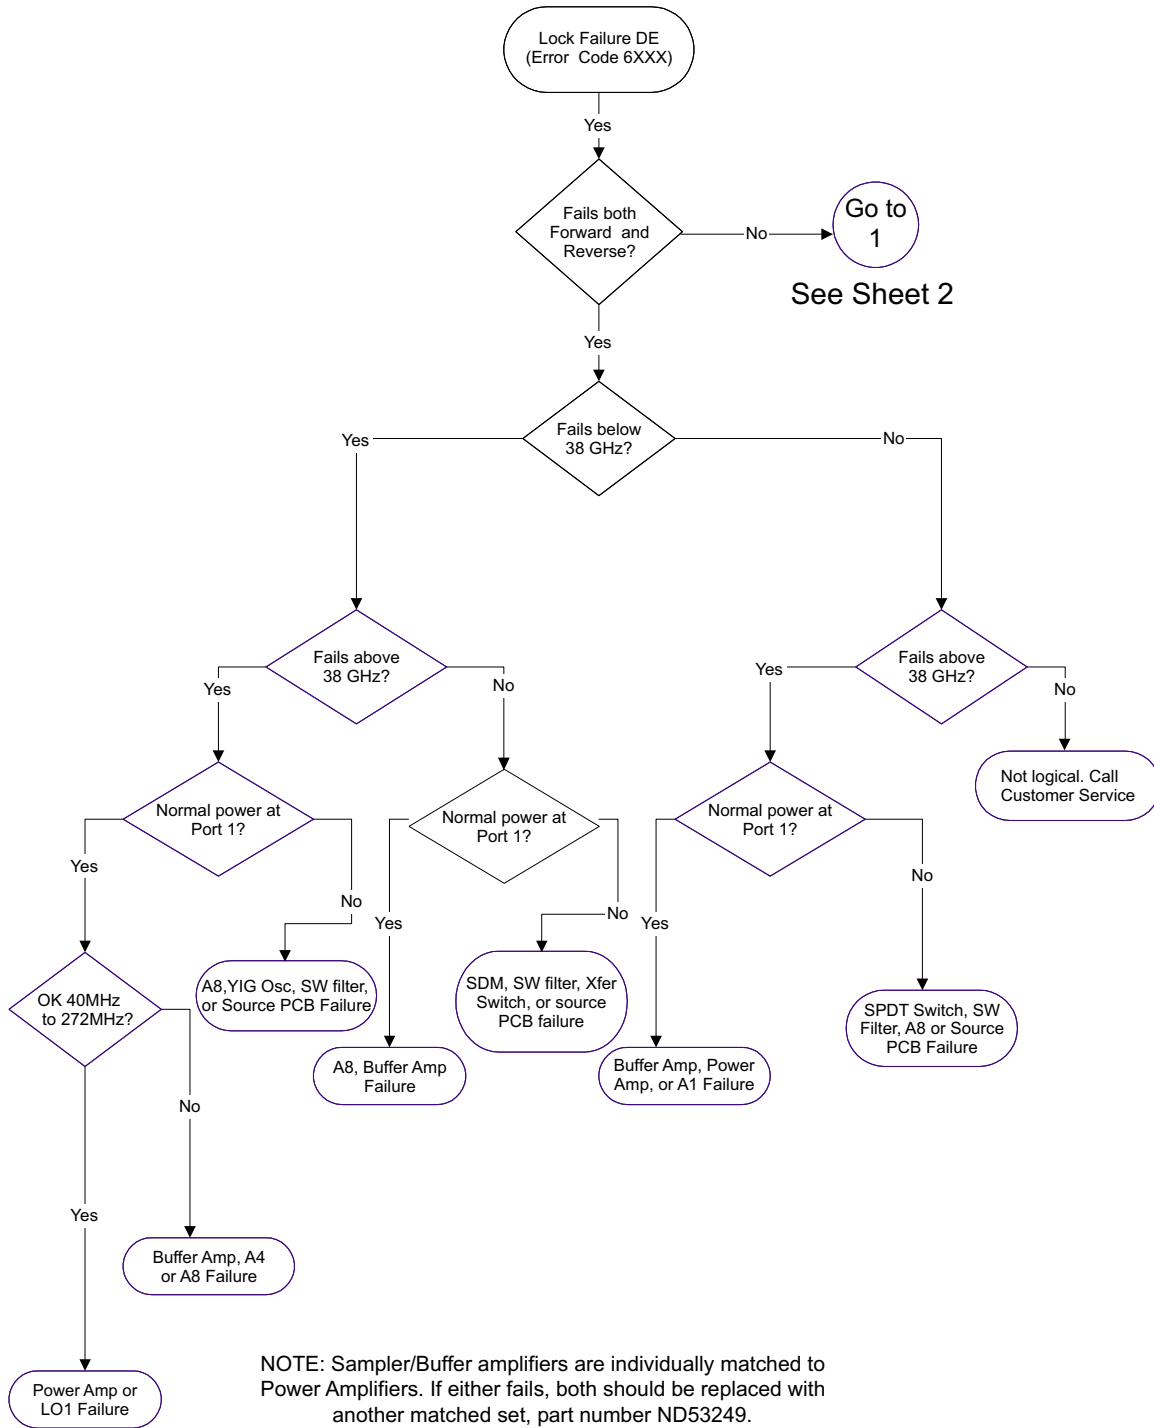 Lock Failure DE
(Error Code 6XXX)
Yes
Fails both
Forward and
Reverse?
No
Go to
1
See Sheet 2
Yes
Fails below
38 GHz?
Yes
No
Fails above
38 GHz?
Yes
No
Fails above
38 GHz?
Yes
No
Not logical. Call
Customer Service
Normal power at
Port 1?
Yes
No
Normal power at
Port 1?
Yes
No
Normal power at
Port 1?
Yes
No
OK 40MHz
to 272MHz?
Yes
No
A8,YIG Osc, SW filter,
or Source PCB Failure
A8, Buffer Amp
Failure
SDM, SW filter, Xfer
Switch, or source
PCB failure
Buffer Amp, Power
Amp, or A1 Failure
SPDT Switch, SW
Filter, A8 or Source
PCB Failure
Buffer Amp, A4
or A8 Failure
Power Amp or
LO1 Failure
NOTE: Sampler/Buffer amplifiers are individually matched to
Power Amplifiers. If either fails, both should be replaced with
another matched set, part number ND53249.